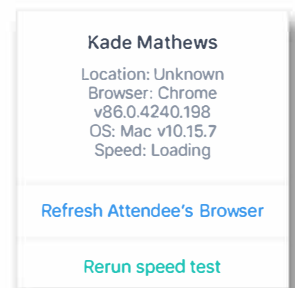 Kade Mathews
Location: Unknown
Browser: Chrome
v86.0.4240.198
OS: Mac v10.15.7
Speed: Loading
Refresh Attendee's Browser
Rerun speed test